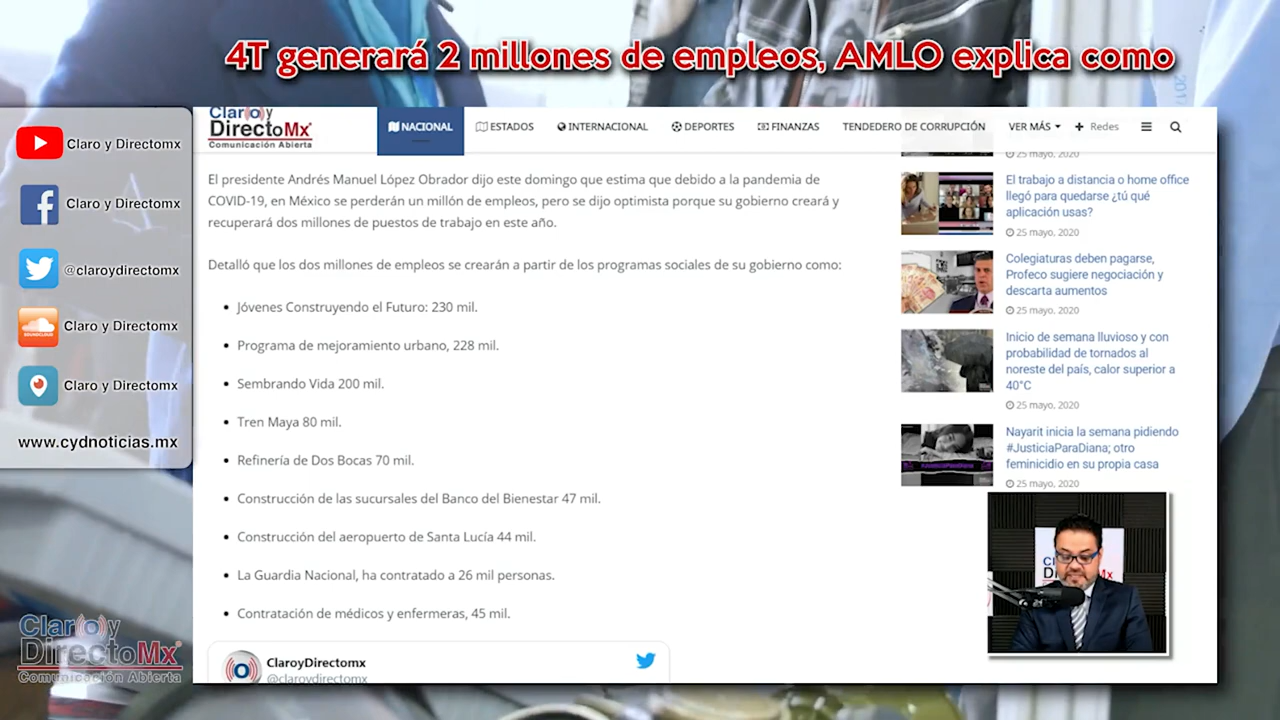 4T generará 2 millones de empleos, AMLO explica como
Claro y Directomx
Claro y Directomx
@claroydirectomx
Claro y Directomx
Claro y Directomx
www.cydnoticias.mx
Claro y
DirectoMx
Comunicación Abierta
NACIONAL
ESTADOS
INTERNACIONAL
DEPORTES
FINANZAS
TENDEDERO DE CORRUPCIÓN
VER MÁS
Redes
El presidente Andrés Manuel López Obrador dijo este domingo que estima que debido a la pandemia de
COVID-19, en México se perderán un millón de empleos, pero se dijo optimista porque su gobierno creará y
recuperará dos millones de puestos de trabajo en este año.
Detalló que los dos millones de empleos se crearán a partir de los programas sociales de su gobierno como:
• Jóvenes Construyendo el Futuro: 230 mil.
• Programa de mejoramiento urbano, 228 mil.
• Sembrando Vida 200 mil.
• Tren Maya 80 mil.
• Refinería de Dos Bocas 70 mil.
• Construcción de las sucursales del Banco del Bienestar 47 mil.
• Construcción del aeropuerto de Santa Lucía 44 mil.
• La Guardia Nacional, ha contratado a 26 mil personas.
• Contratación de médicos y enfermeras, 45 mil.
ClaroyDirectomx
@claroydirectomx
25 mayo, 2020
El trabajo a distancia o home office
llegó para quedarse ¿tú qué
aplicación usas?
25 mayo, 2020
Colegiaturas deben pagarse,
Profeco sugiere negociación y
descarta aumentos
25 mayo, 2020
Inicio de semana lluvioso y con
probabilidad de tornados al
noreste del país, calor superior a
40°C
25 mayo, 2020
#JusticiaParaDiana
Nayarit inicia la semana pidiendo
#JusticiaParaDiana; otro
feminicidio en su propia casa
25 mayo, 2020
Claro y
DirectoMx
Comunicación Abierta